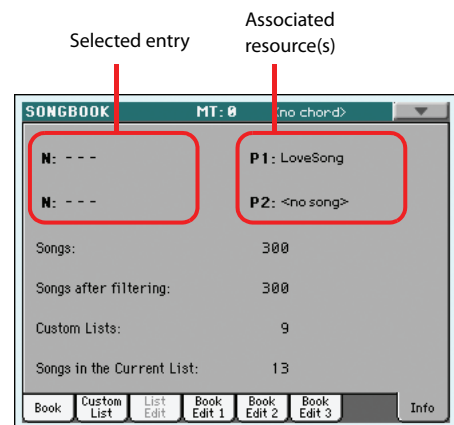 Selected entry
Associated
resource(s)
SONGBOOK MT: 0 <no chord>
N: --- P1: LoveSong
N: --- P2: <no song>
Songs: 300
Songs after filtering: 300
Custom Lists: 9
Songs in the Current List: 13
Book Custom List List Edit Book Edit 1 Book Edit 2 Book Edit 3 Info